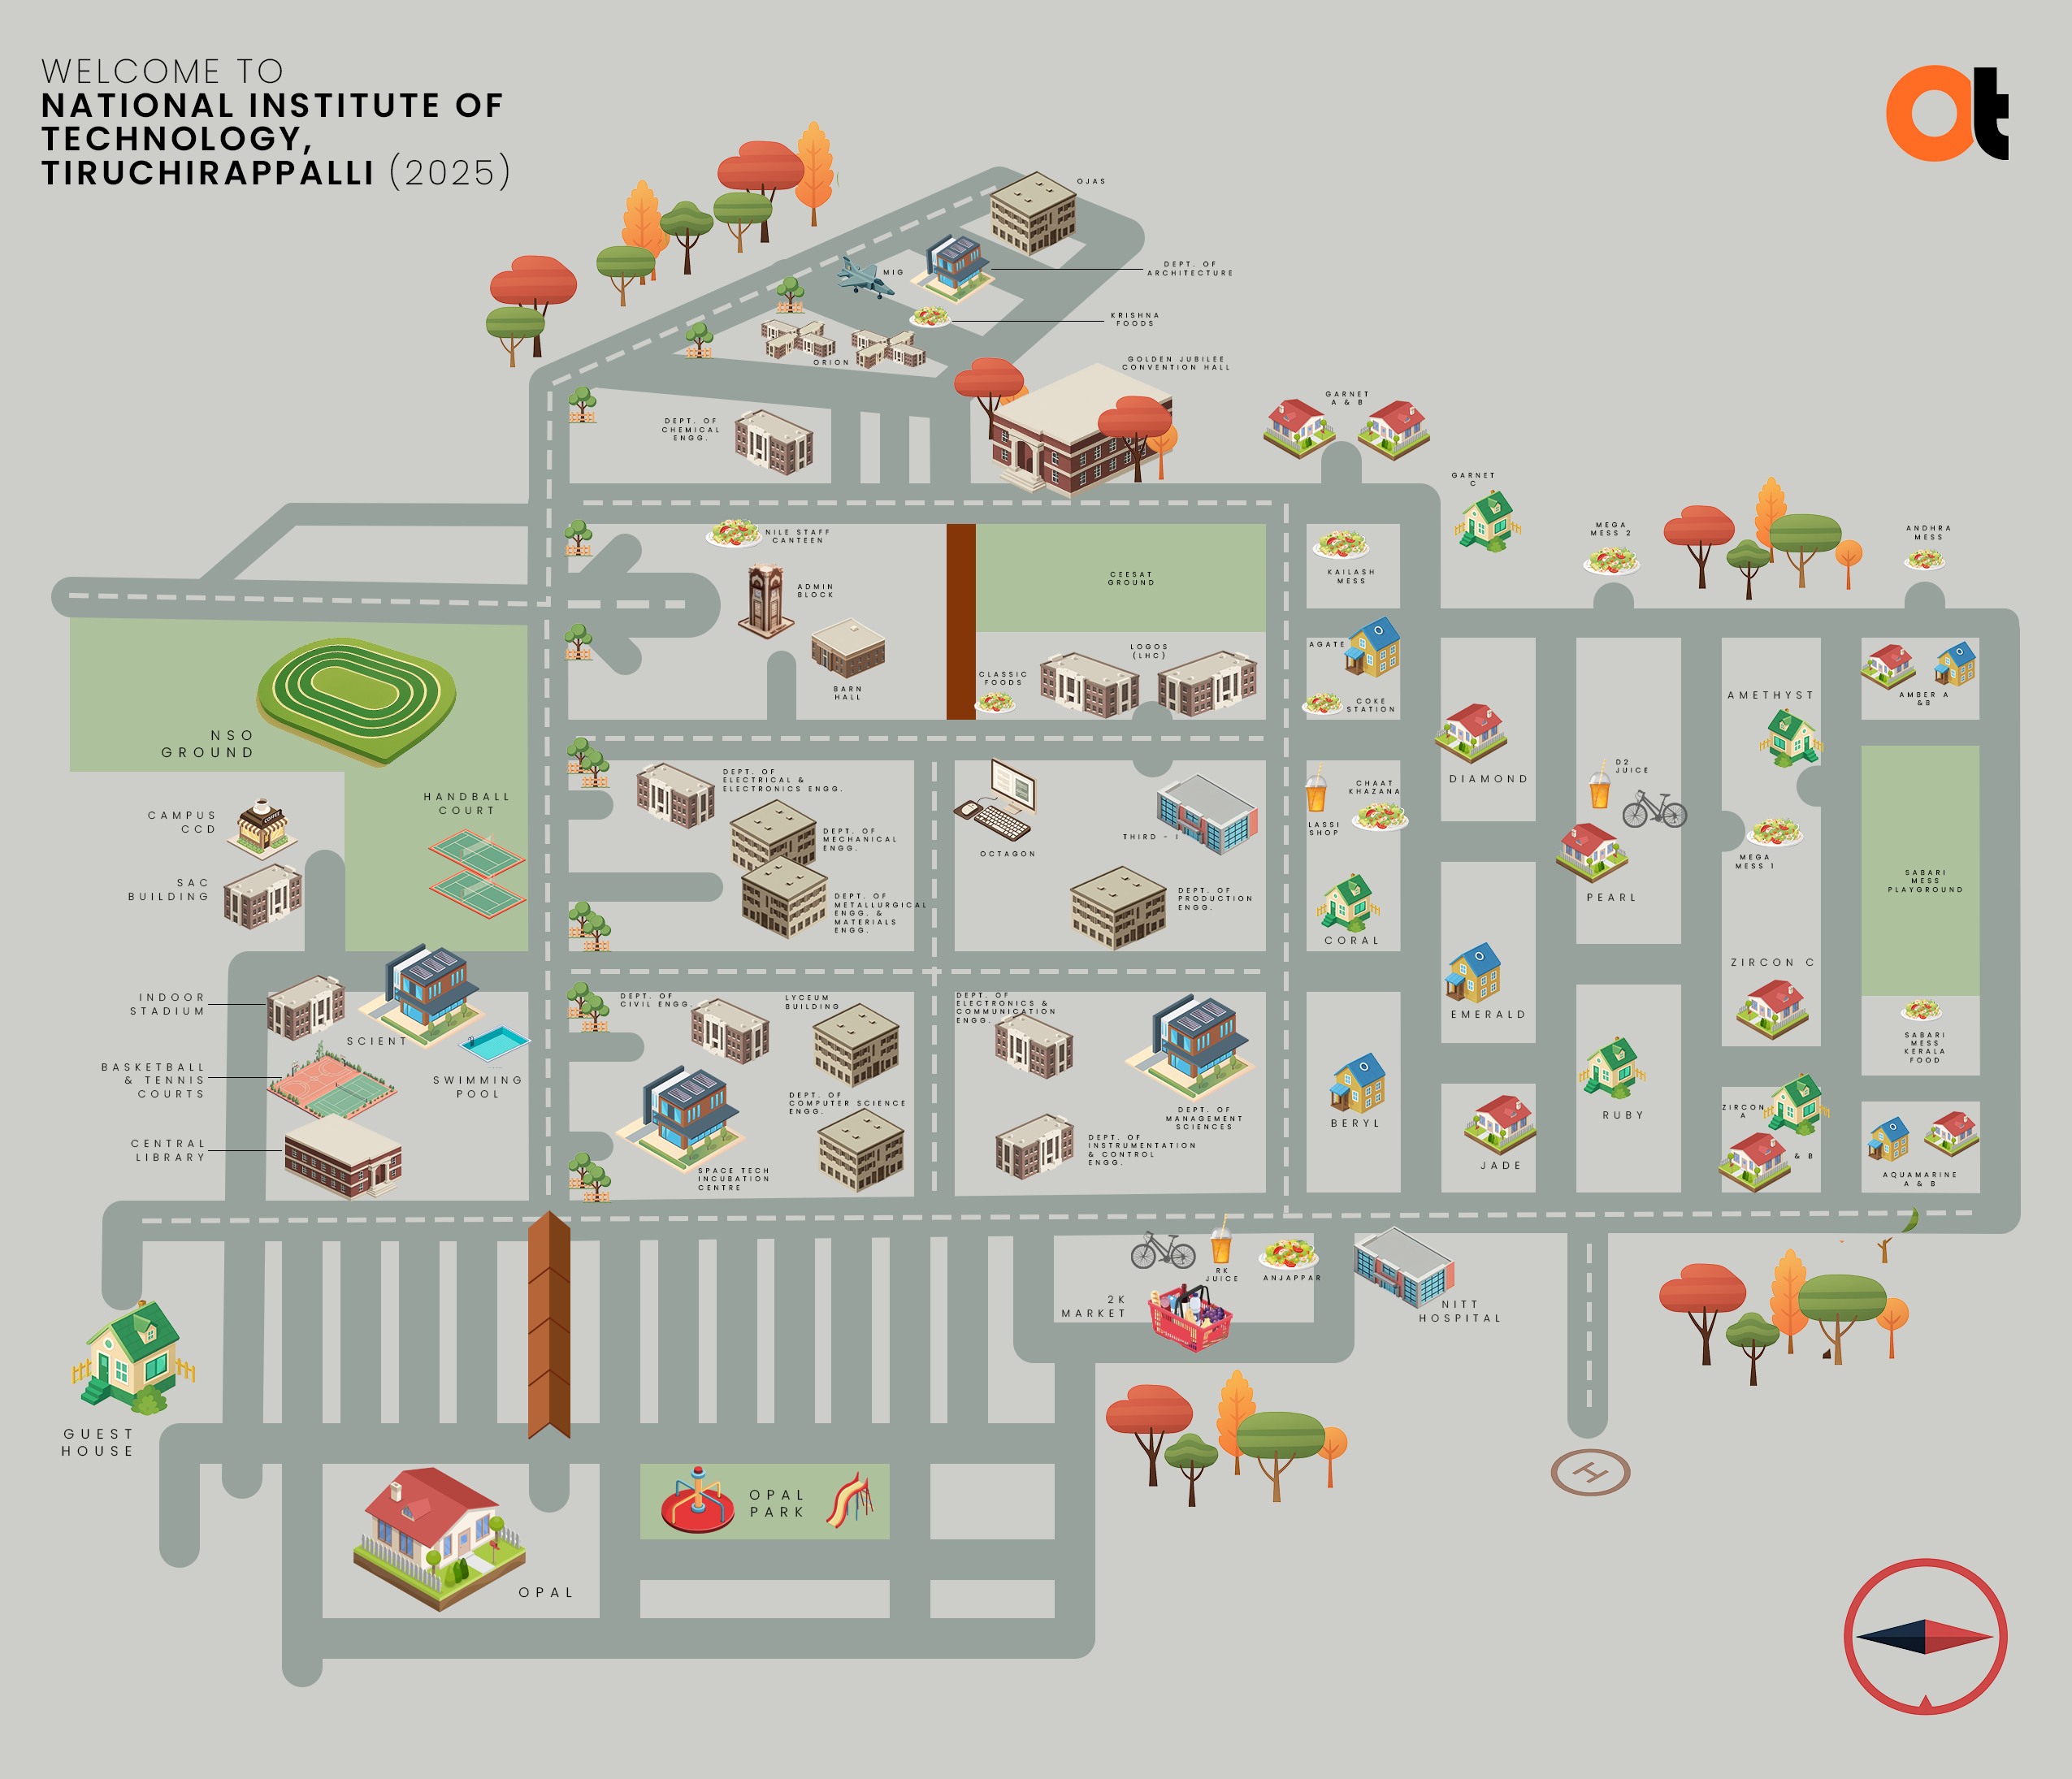 WELCOME TO
NATIONAL INSTITUTE OF
TECHNOLOGY,
TIRUCHIRAPPALLI (2025)
at
OJAS
MIG
DEPT. OF
ARCHITECTURE
KRISHNA
FOODS
ORION
GOLDEN JUBILEE
CONVENTION HALL
DEPT. OF
CHEMICAL
ENGG.
GARNET
A & B
GARNET
C
MEGA
MESS 2
ANDHRA
MESS
NILE STAFF
CANTEEN
ADMIN
BLOCK
BARN
HALL
CEESAT
GROUND
LOGOS
(LHC)
CLASSIC
FOODS
KAILASH
MESS
AGATE
COKE
STATION
AMETHYST
AMBER A
&B
NSO
GROUND
HANDBALL
COURT
CAMPUS
CCD
COFFEE
SAC
BUILDING
DEPT. OF
ELECTRICAL &
ELECTRONICS ENGG.
DEPT. OF
MECHANICAL
ENGG.
DEPT. OF
METALLURGICAL
ENGG. &
MATERIALS
ENGG.
OCTAGON
THIRD - I
DEPT. OF
PRODUCTION
ENGG.
LASSI
SHOP
CHAAT
KHAZANA
CORAL
DIAMOND
D2
JUICE
PEARL
MEGA
MESS 1
SABARI
MESS
PLAYGROUND
ZIRCON C
EMERALD
SABARI
MESS
KERALA
FOOD
INDOOR
STADIUM
SCIENT
BASKETBALL
& TENNIS
COURTS
SWIMMING
POOL
CENTRAL
LIBRARY
DEPT. OF
CIVIL ENGG.
LYCEUM
BUILDING
DEPT. OF
COMPUTER SCIENCE
ENGG.
SPACE TECH
INCUBATION
CENTRE
DEPT. OF
ELECTRONICS &
COMMUNICATION
ENGG.
DEPT. OF
MANAGEMENT
SCIENCES
DEPT. OF
INSTRUMENTATION
& CONTROL
ENGG.
BERYL
JADE
RUBY
ZIRCON
A
& B
AQUAMARINE
A & B
RK
JUICE
ANJAPPAR
2K
MARKET
NITT
HOSPITAL
GUEST
HOUSE
OPAL
PARK
OPAL
H